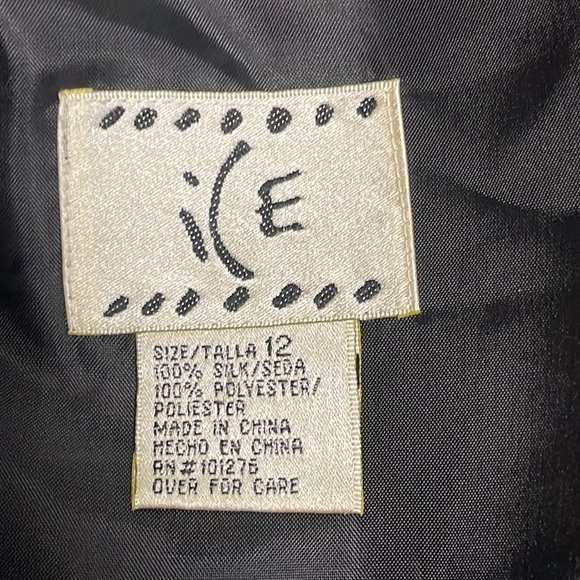 iCE
SIZE/TALLA 12
100% SILK/SEDA
100% POLYESTER/
POLIESTER
MADE IN CHINA
HECHO EN CHINA
RN#101276
OVER FOR CARE